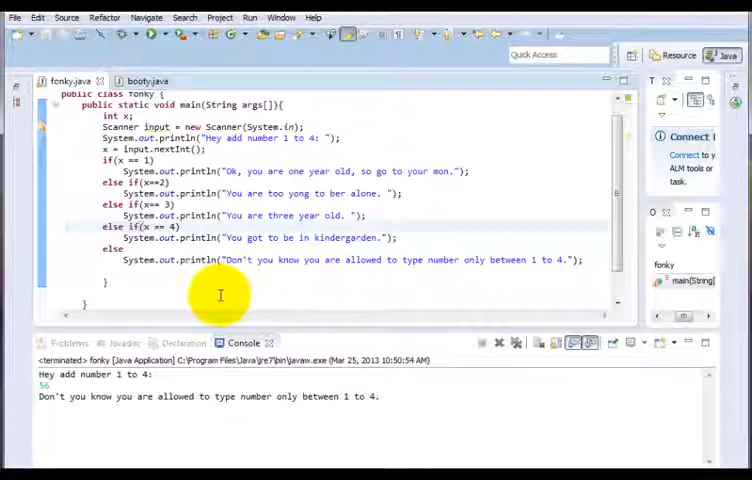 File Edit Source Refactor Navigate Search Project Run Window Help
Quick Access
Resource
Java
fonky.java
booty.java
T
public class fonky {
public static void main(String args[]){
int x;
Scanner input = new Scanner(System.in);
System.out.println("Hey add number 1 to 4: ");
x = input.nextInt();
if(x == 1)
System.out.println("Ok, you are one year old, so go to your mon.");
else if(x==2)
System.out.println("You are too yong to ber alone. ");
else if(x== 3)
System.out.println("You are three year old. ");
else if(x == 4)
System.out.println("You got to be in kindergarden.");
else
System.out.println("Don't you know you are allowed to type number only between 1 to 4.");
}
}
Connect
Connect to y
ALM tools or
task.
O
fonky
main(String[
Problems
Javadoc
Declaration
Console
<terminated> fonky [Java Application] C:\Program Files\Java\jre7\bin\javaw.exe (Mar 25, 2013 10:50:54 AM)
Hey add number 1 to 4:
56
Don't you know you are allowed to type number only between 1 to 4.